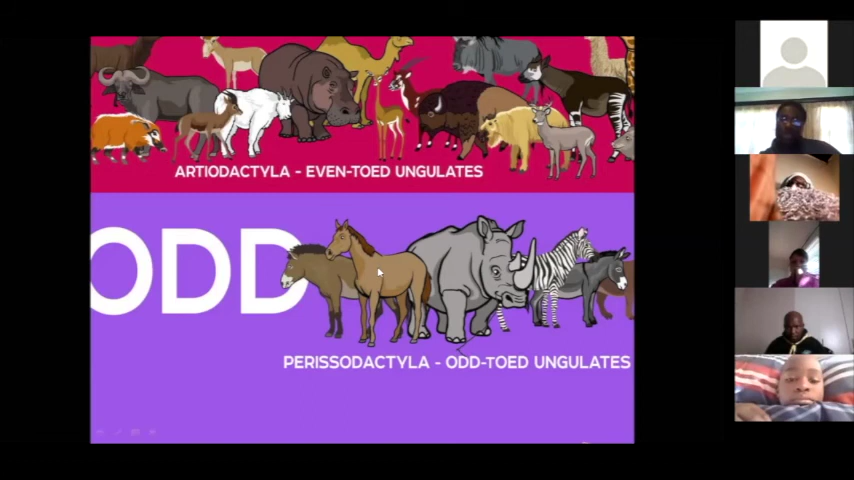 ARTIODACTYLA - EVEN-TOED UNGULATES
ODD
PERISSODACTYLA - ODD-TOED UNGULATES